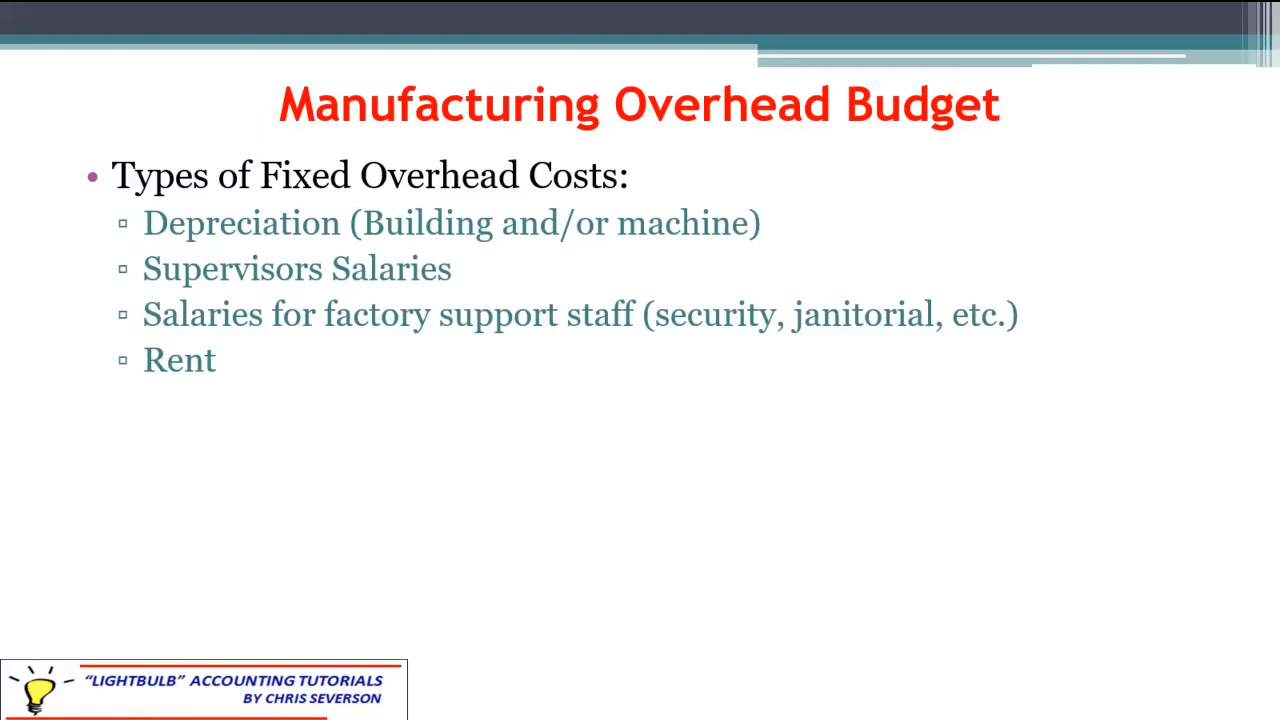 Manufacturing Overhead Budget
• Types of Fixed Overhead Costs:
▫ Depreciation (Building and/or machine)
▫ Supervisors Salaries
▫ Salaries for factory support staff (security, janitorial, etc.)
▫ Rent
“LIGHTBULB” ACCOUNTING TUTORIALS
BY CHRIS SEVERSON